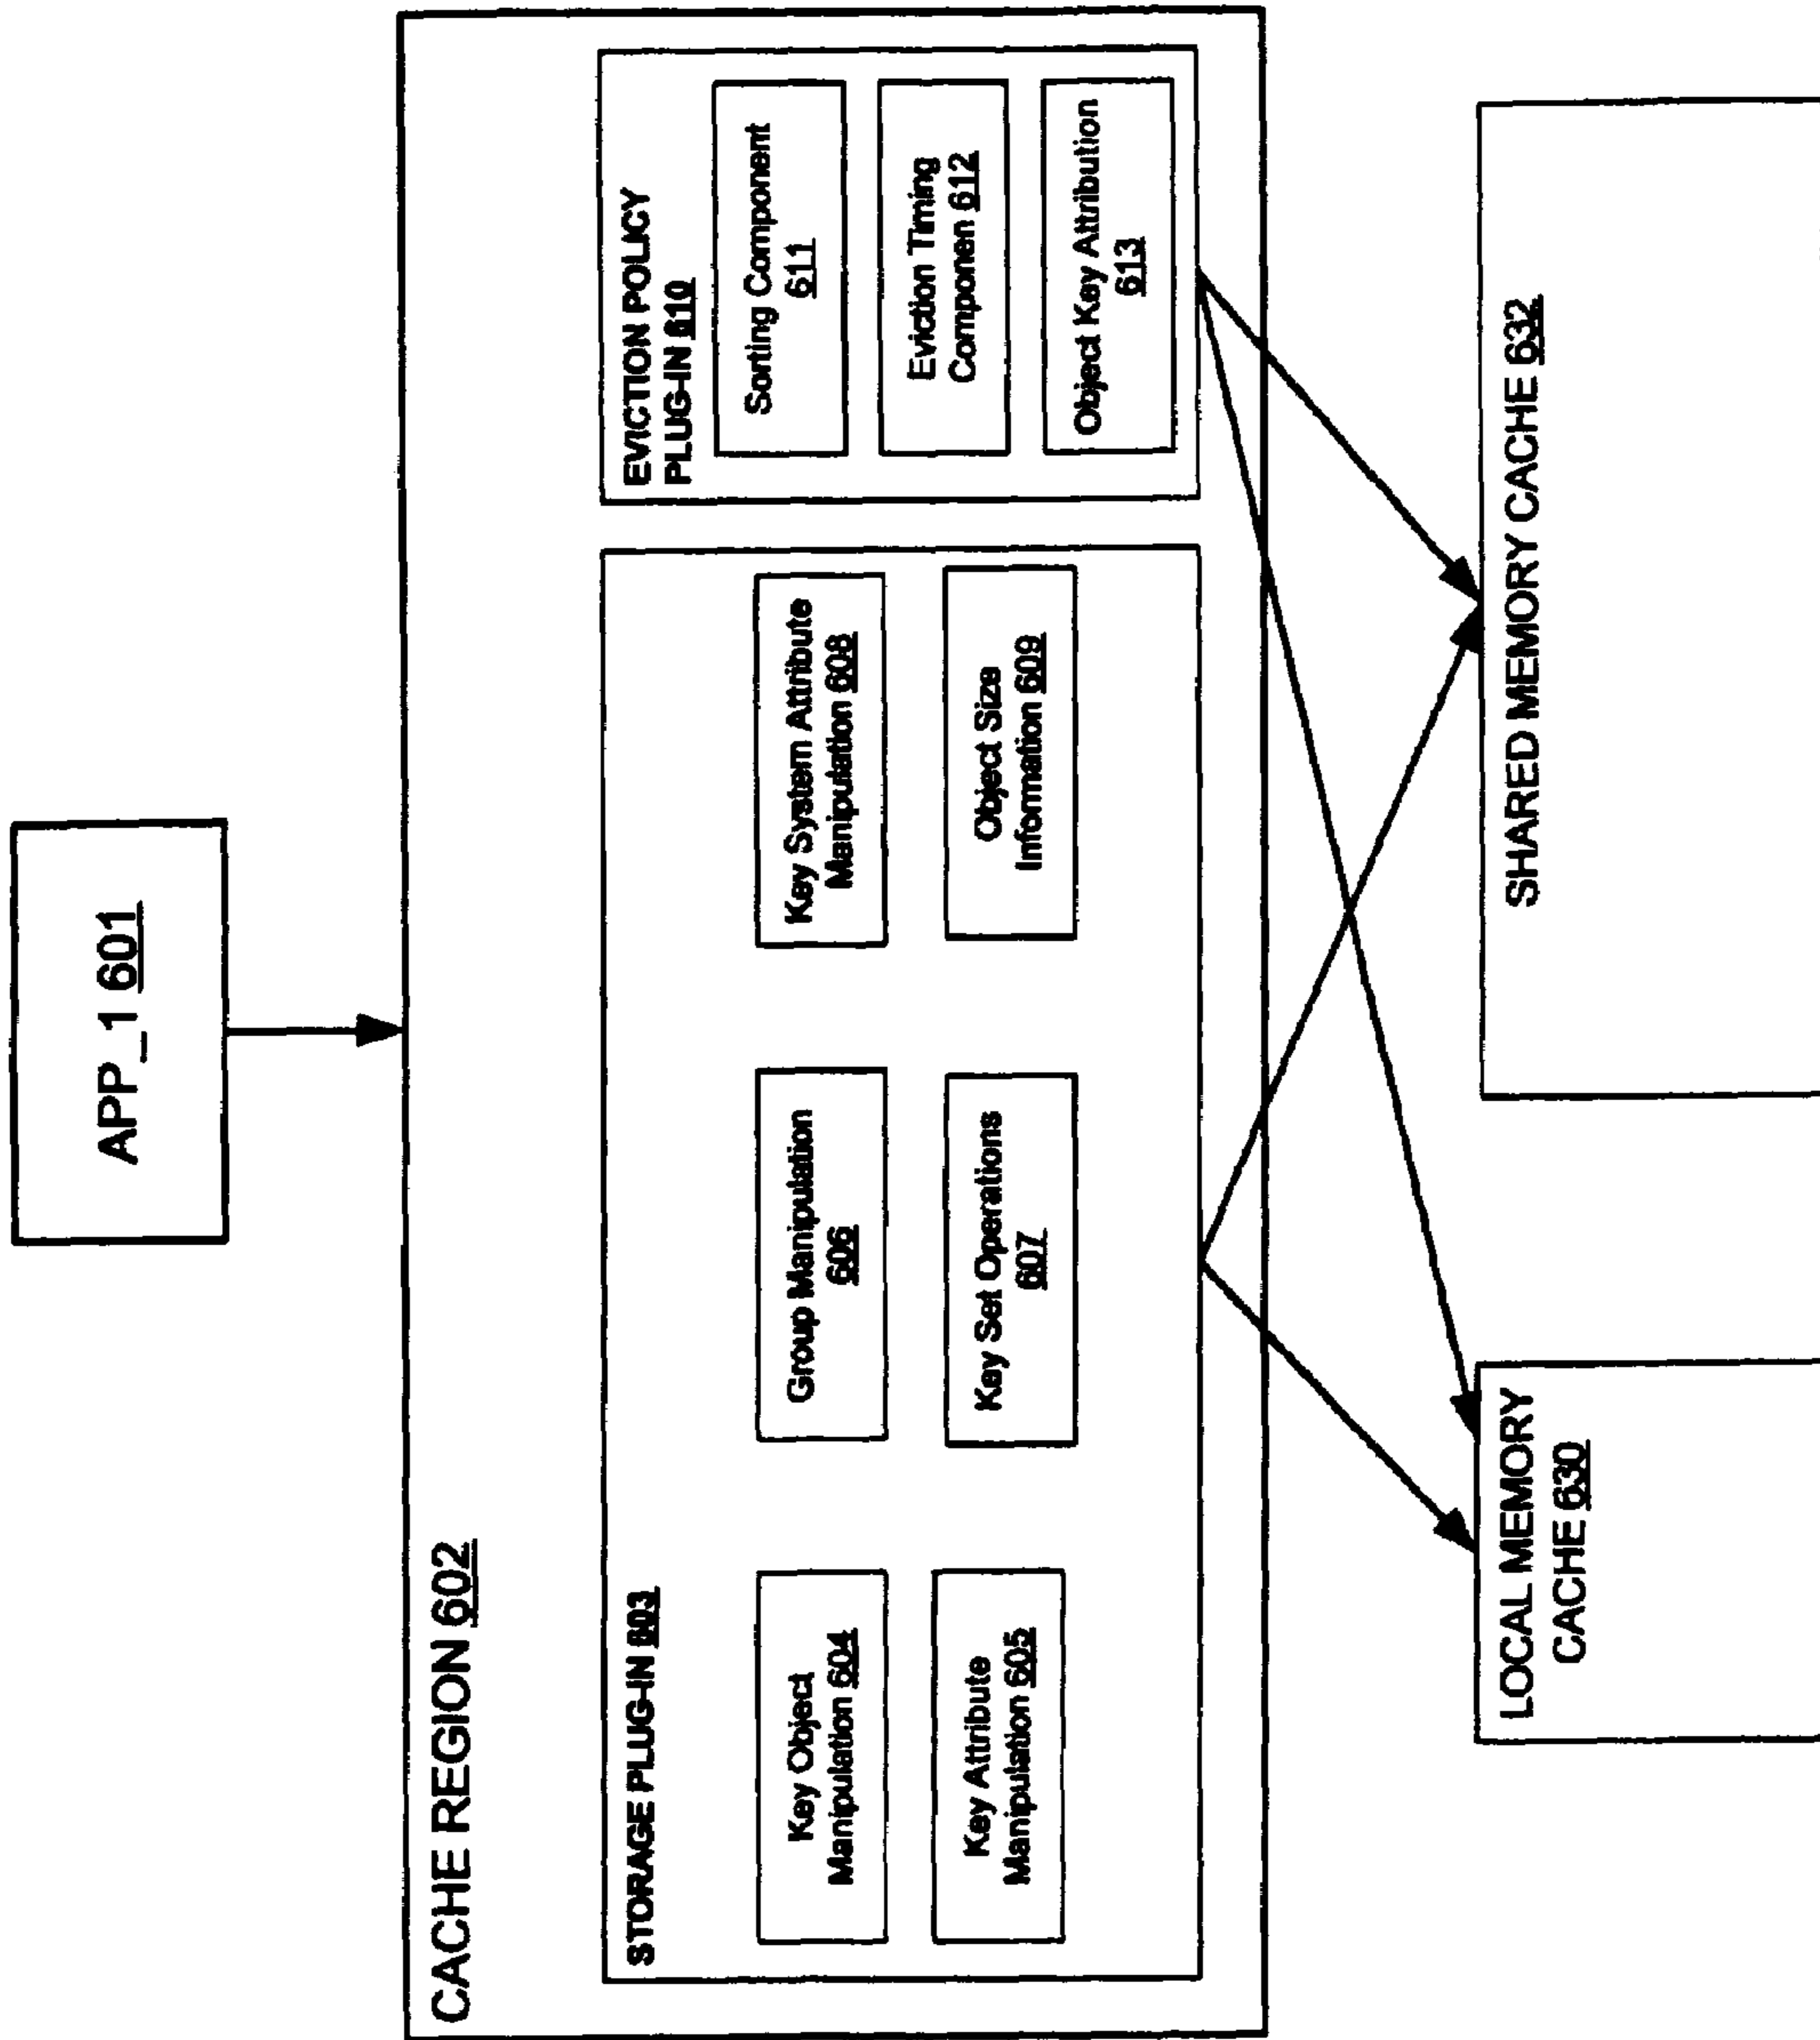 APP_1 601
CACHE REGION 602
STORAGE PLUG-IN 603
Key Object
Manipulation 604
Key Attribute
Manipulation 605
Group Manipulation
606
Key Set Operations
607
Key System Attribute
Manipulation 608
Object Size
Information 609
EVICTION POLICY
PLUG-IN 610
Sorting Component
611
Eviction Timing
Componen 612
Object Key Attribution
613
LOCAL MEMORY
CACHE 630
SHARED MEMORY CACHE 632